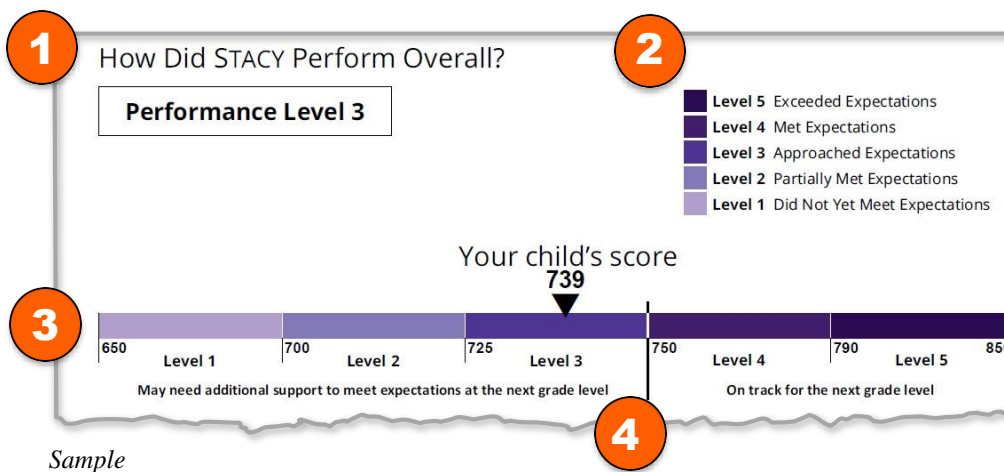 1
How Did STACY Perform Overall?
Performance Level 3
2
Level 5 Exceeded Expectations
Level 4 Met Expectations
Level 3 Approached Expectations
Level 2 Partially Met Expectations
Level 1 Did Not Yet Meet Expectations
Your child's score
739
3
650 700 725 750 790
Level 1 Level 2 Level 3 Level 4 Level 5
May need additional support to meet expectations at the next grade level On track for the next grade level
4
Sample